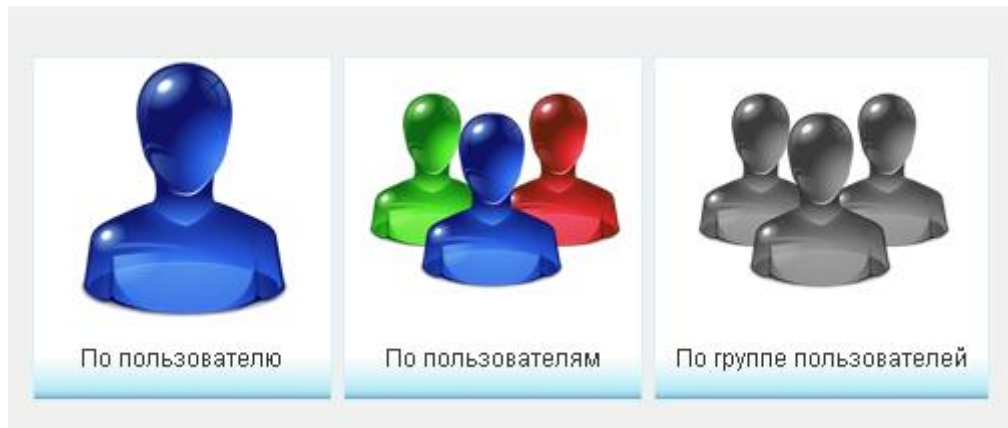 По пользователю
По пользователям
По группе пользователей